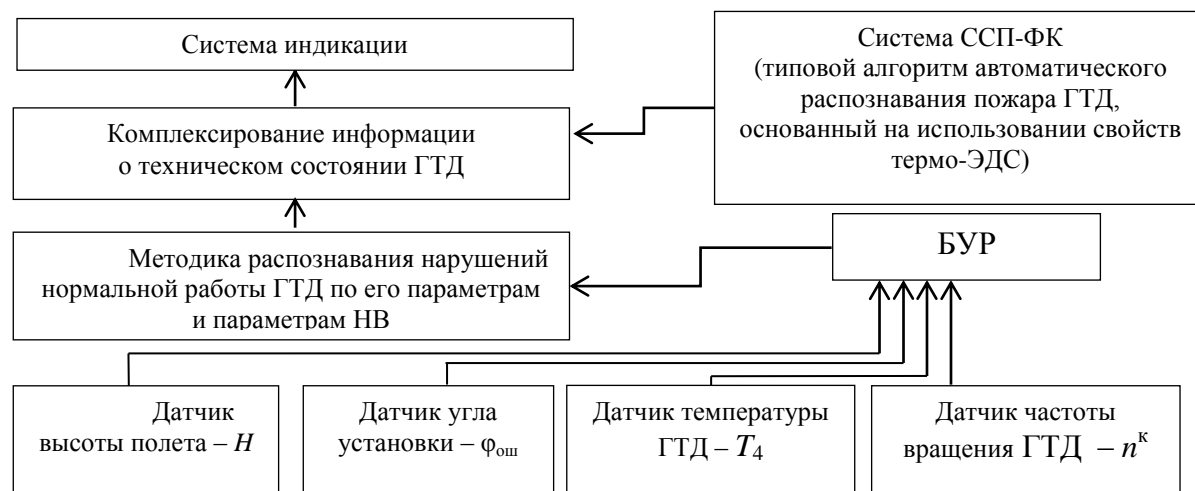 Система индикации
Комплексирование информации
о техническом состоянии ГТД
Система ССП-ФК
(типовой алгоритм автоматического
распознавания пожара ГТД,
основанный на использовании свойств
термо-ЭДС)
Методика распознавания нарушений
нормальной работы ГТД по его параметрам
и параметрам НВ
БУР
Датчик
высоты полета – H
Датчик угла
установки – φош
Датчик температуры
ГТД – T4
Датчик частоты
вращения ГТД – nк